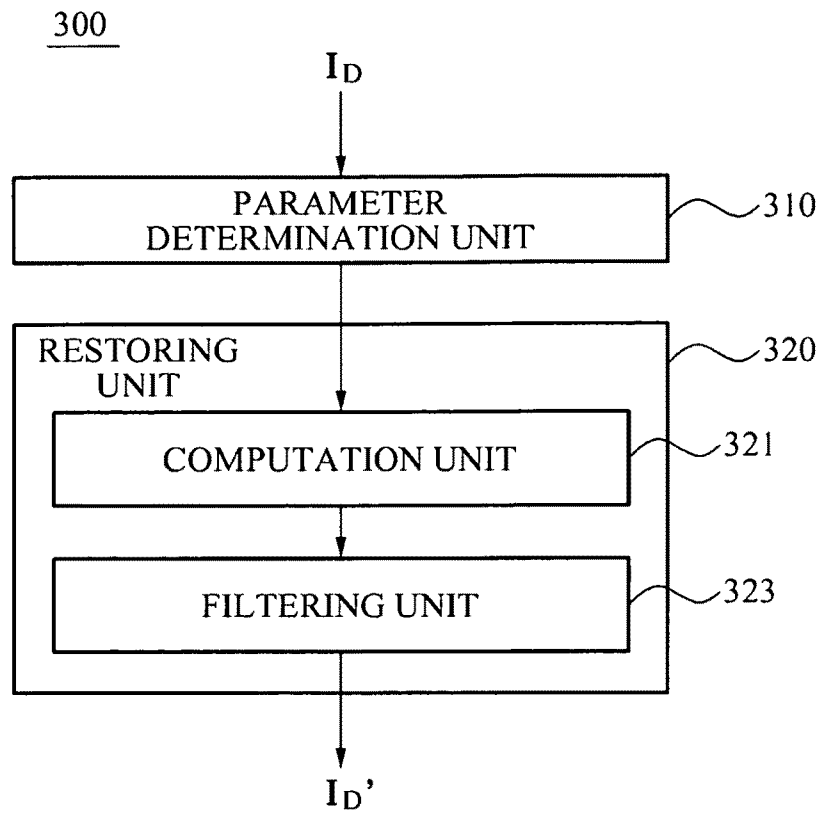 300
I_D
PARAMETER
DETERMINATION UNIT
310
RESTORING
UNIT
320
COMPUTATION UNIT
321
FILTERING UNIT
323
I_D'